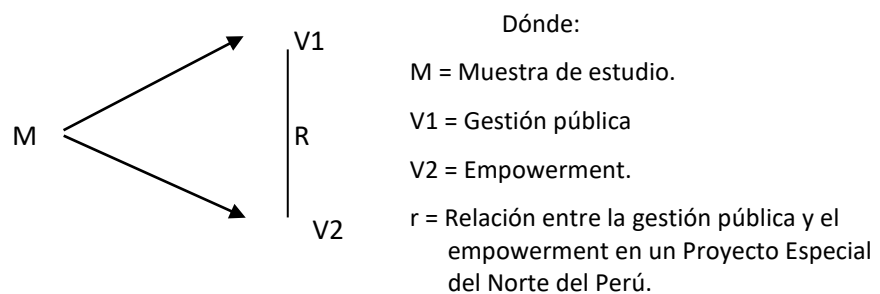 Dónde:
V1
M = Muestra de estudio.
V1 = Gestión pública
M
R
V2 = Empowerment.
V2
r = Relación entre la gestión pública y el
empowerment en un Proyecto Especial
del Norte del Perú.